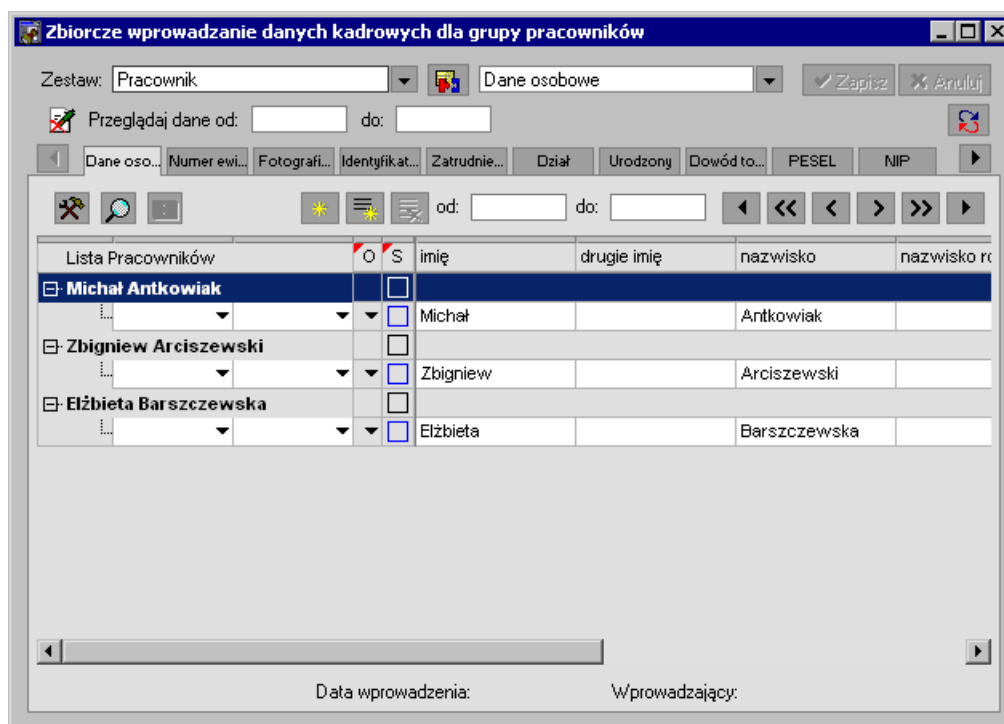 Zbiorcze wprowadzanie danych kadrowych dla grupy pracowników
Zestaw: Pracownik Dane osobowe Zapisz Anuluj
Przeglądaj dane od: do:
Dane oso... Numer ewi... Fotografi... Identyfikat... Zatrudnie... Dział Urodzony Dowód to... PESEL NIP
od: do:
Lista Pracowników O S imię drugie imię nazwisko nazwisko ro
Michał Antkowiak
Michał Antkowiak
Zbigniew Arciszewski
Zbigniew Arciszewski
Elżbieta Barszczewska
Elżbieta Barszczewska
Data wprowadzenia: Wprowadzający: